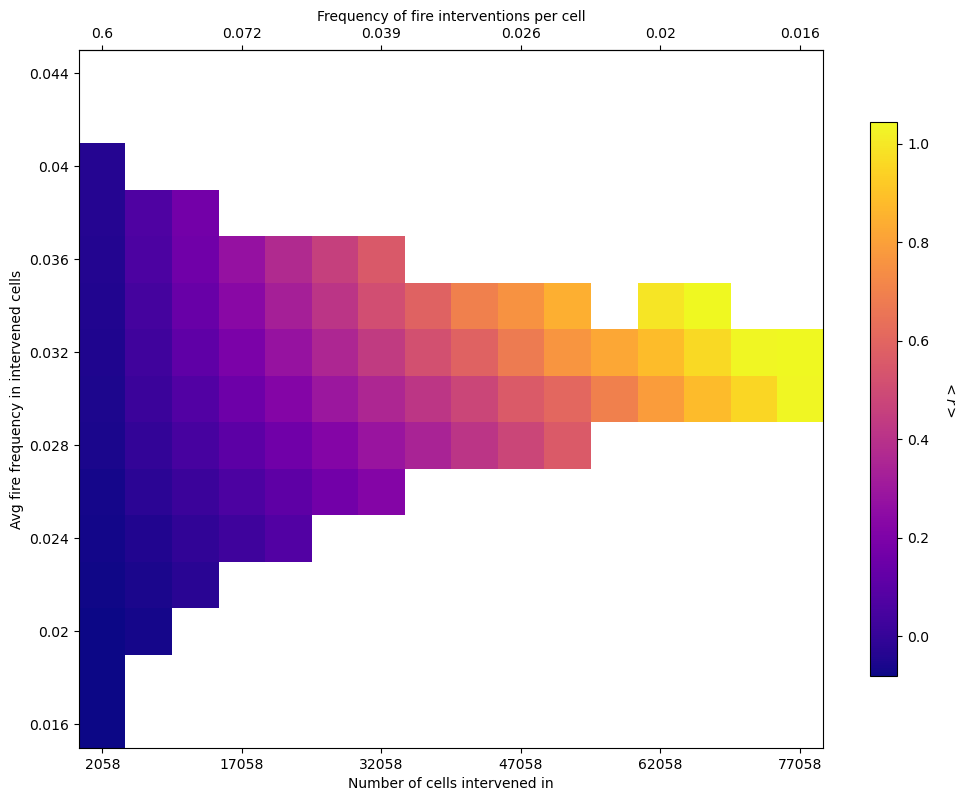 Frequency of fire interventions per cell
0.6 0.072 0.039 0.026 0.02 0.016
Avg fire frequency in intervened cells
0.044
0.04
0.036
0.032
0.028
0.024
0.02
0.016
2058 17058 32058 47058 62058 77058
Number of cells intervened in
1.0
0.8
0.6
0.4
0.2
0.0
< r >